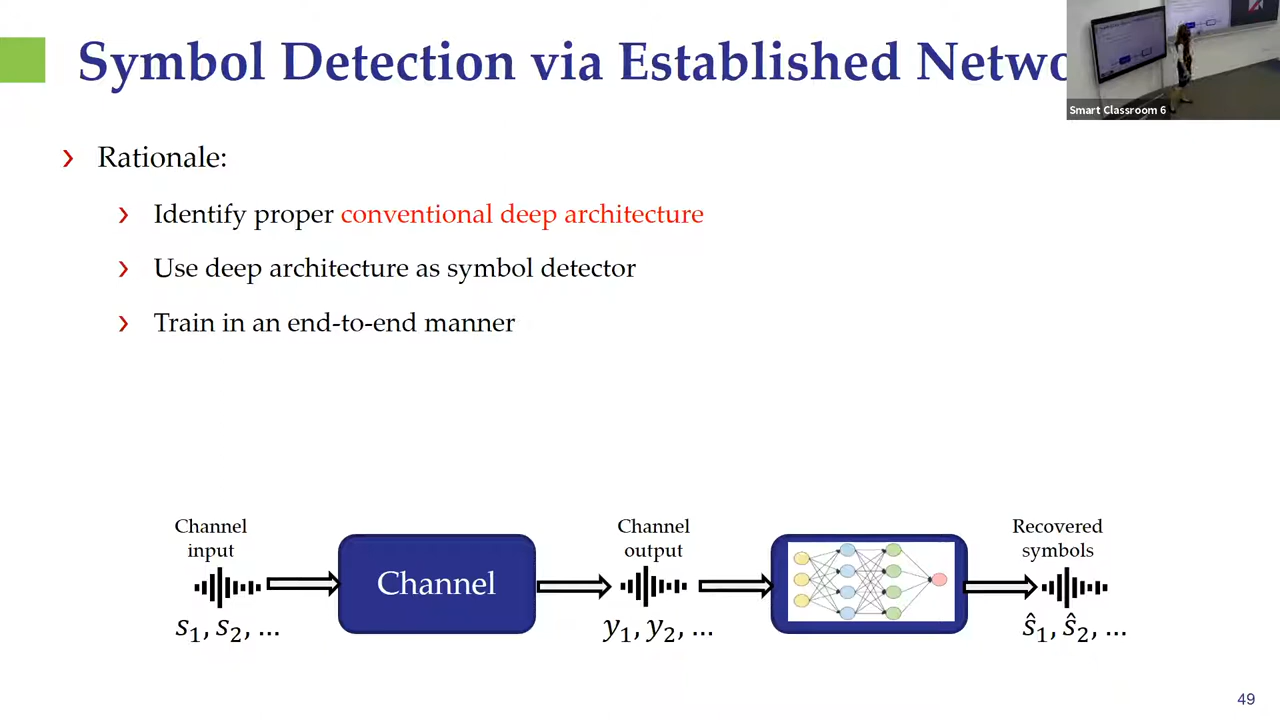 Symbol Detection via Established Netwo
Smart Classroom 6
› Rationale:
› Identify proper conventional deep architecture
› Use deep architecture as symbol detector
› Train in an end-to-end manner
Channel input
Channel
Channel output
Recovered symbols
s₁, s₂, ...
y₁, y₂, ...
ŝ₁, ŝ₂, ...
49